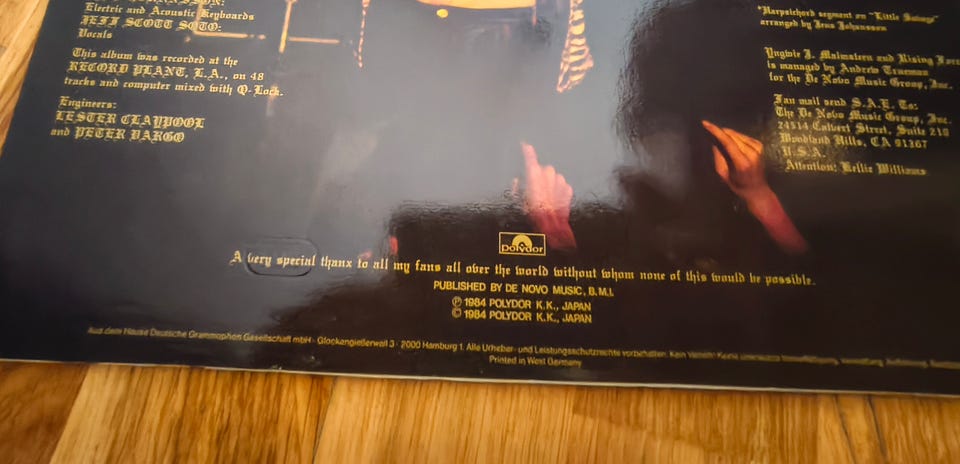 Electric and Acoustic Keyboards
JEFF SCOTT SOTO:
Vocals
This album was recorded at the
RECORD PLANT, L.A., on 48
tracks and computer mixed with Q-Lock.
Engineers:
LESTER CLAYPOOL
and PETER VARGO
*Harpsichord segment on "Little Savage"
arranged by Jens Johansson
Yngwie J. Malmsteen and Rising Force
is managed by Andrew Trueman
for the De Novo Music Group, Inc.
Fan mail send S.A.E. To:
The De Novo Music Group, Inc.
24514 Calvert Street, Suite 210
Woodland Hills, CA 91367
U.S.A.
Attention: Kellie Williams
polydor
A very special thanx to all my fans all over the world without whom none of this would be possible.
PUBLISHED BY DE NOVO MUSIC, B.M.I.
℗ 1984 POLYDOR K.K., JAPAN
© 1984 POLYDOR K.K., JAPAN
Aus dem Hause Deutsche Grammophon Gesellschaft mbH · Glockengießerwall 3 · 2000 Hamburg 1. Alle Urheber- und Leistungsschutzrechte vorbehalten. Kein Verleih!
Printed in West Germany